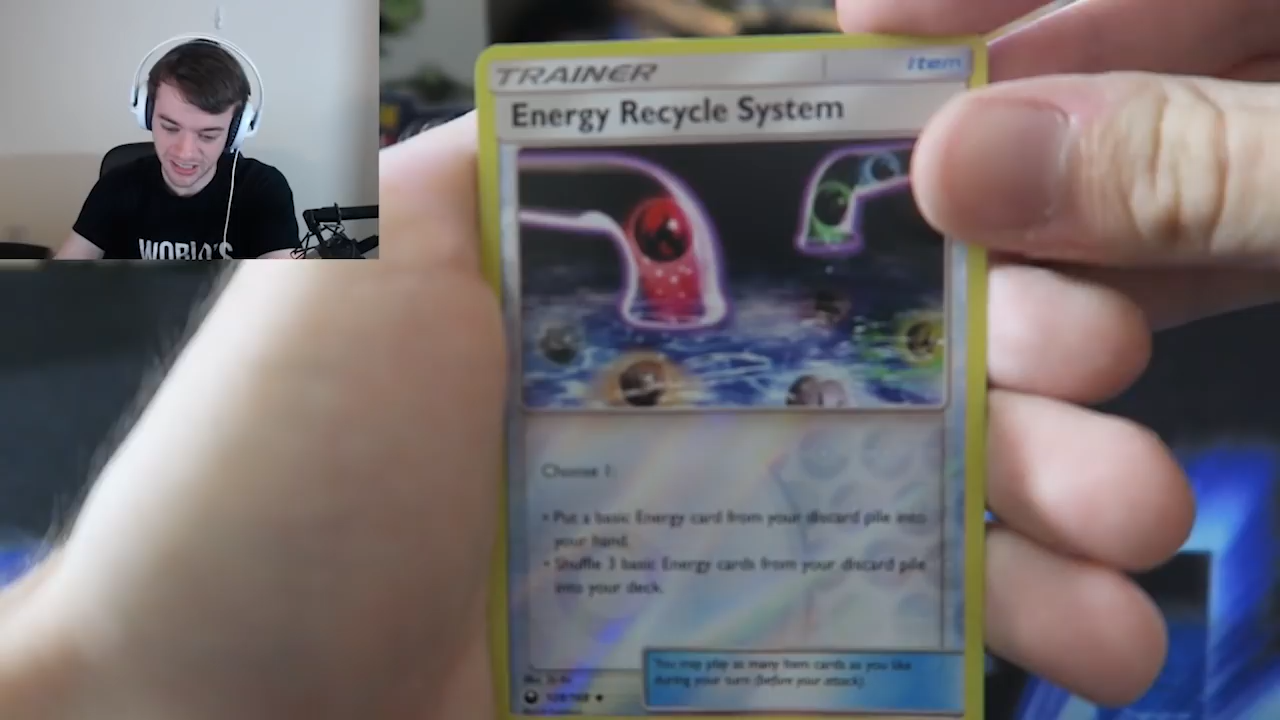 WORLD'S
TRAINER
item
Energy Recycle System
Choose 1:
• Put a basic Energy card from your discard pile into
your hand.
• Shuffle 3 basic Energy cards from your discard pile
into your deck.
You may play as many Item cards as you like
during your turn (before your attack).